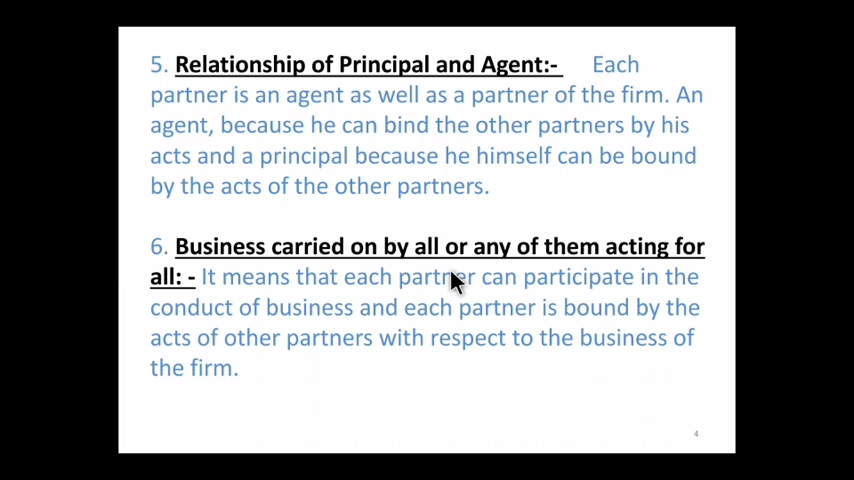 5. Relationship of Principal and Agent:- Each
partner is an agent as well as a partner of the firm. An
agent, because he can bind the other partners by his
acts and a principal because he himself can be bound
by the acts of the other partners.
6. Business carried on by all or any of them acting for
all: - It means that each partner can participate in the
conduct of business and each partner is bound by the
acts of other partners with respect to the business of
the firm.
4